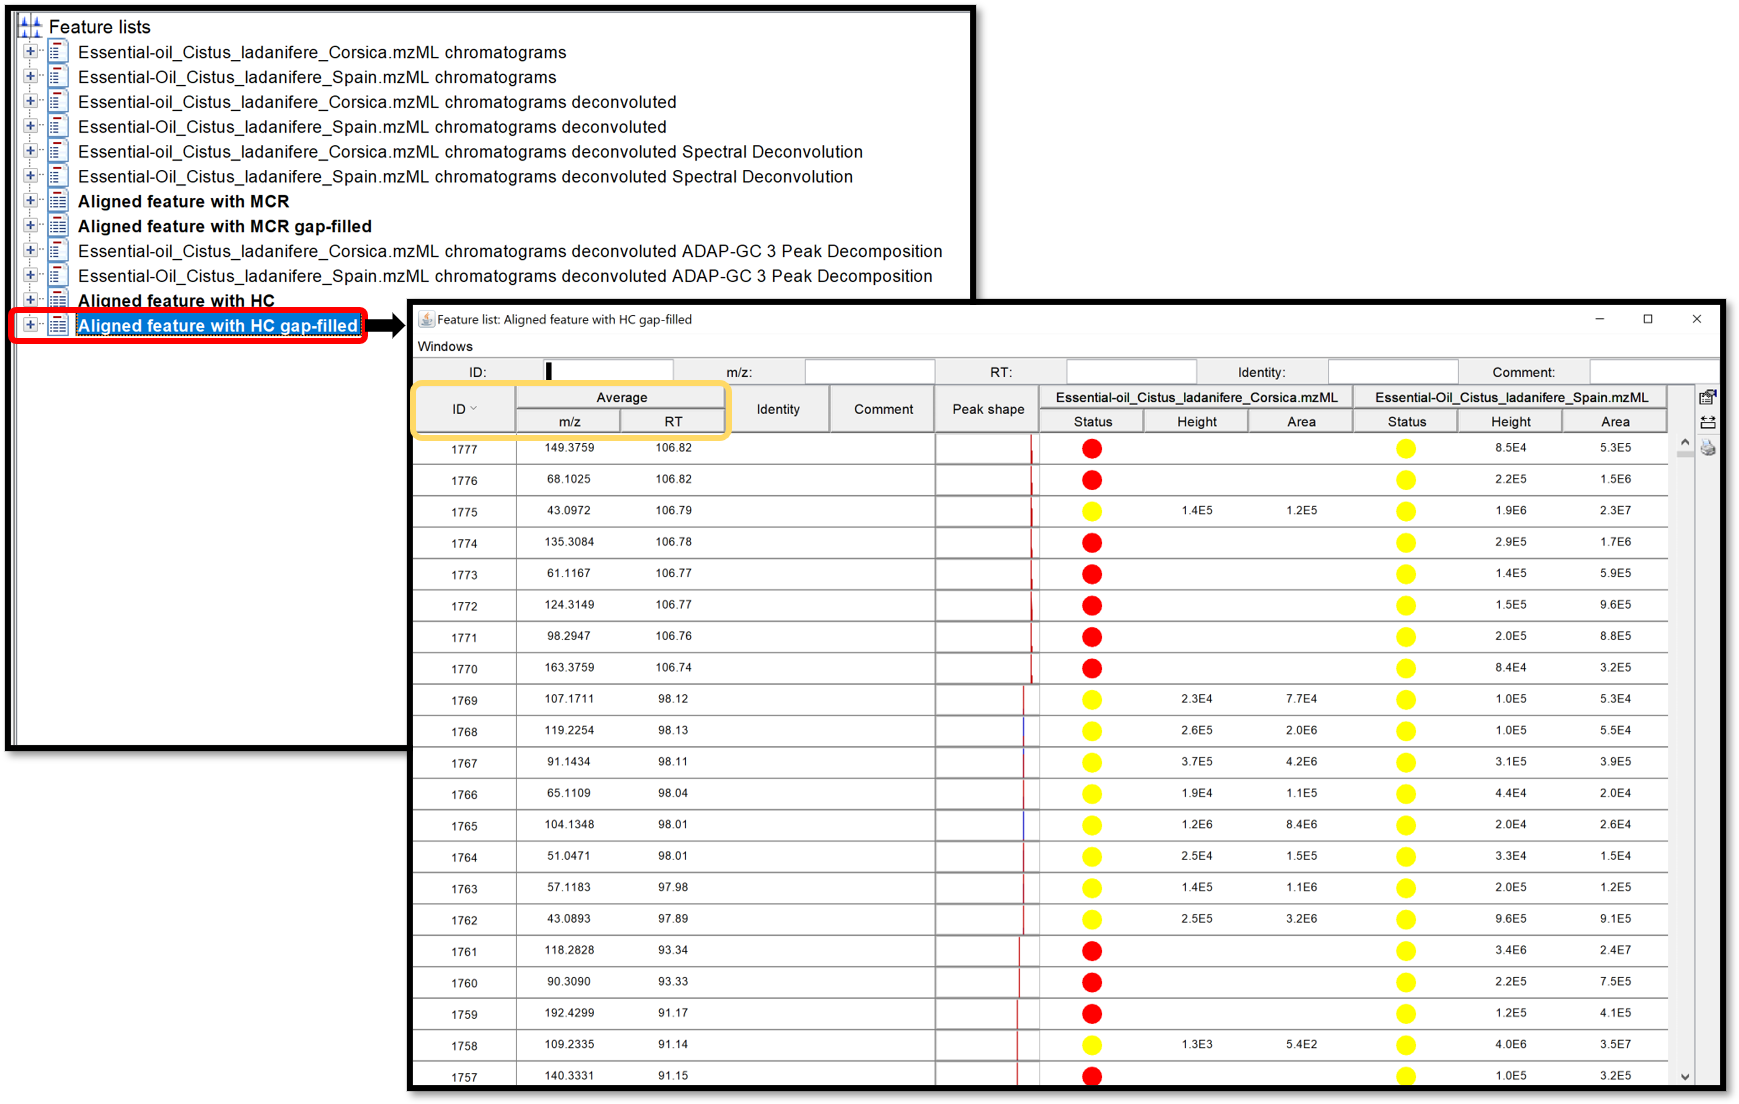 Feature lists
Essential-oil_Cistus_ladanifere_Corsica.mzML chromatograms
Essential-Oil_Cistus_ladanifere_Spain.mzML chromatograms
Essential-oil_Cistus_ladanifere_Corsica.mzML chromatograms deconvoluted
Essential-Oil_Cistus_ladanifere_Spain.mzML chromatograms deconvoluted
Essential-oil_Cistus_ladanifere_Corsica.mzML chromatograms deconvoluted Spectral Deconvolution
Essential-Oil_Cistus_ladanifere_Spain.mzML chromatograms deconvoluted Spectral Deconvolution
Aligned feature with MCR
Aligned feature with MCR gap-filled
Essential-oil_Cistus_ladanifere_Corsica.mzML chromatograms deconvoluted ADAP-GC 3 Peak Decomposition
Essential-Oil_Cistus_ladanifere_Spain.mzML chromatograms deconvoluted ADAP-GC 3 Peak Decomposition
Aligned feature with HC
Aligned feature with HC gap-filled
Feature list: Aligned feature with HC gap-filled
Windows
ID: m/z: RT: Identity: Comment:
Average Essential-oil_Cistus_ladanifere_Corsica.mzML Essential-Oil_Cistus_ladanifere_Spain.mzML
ID m/z RT Identity Comment Peak shape Status Height Area Status Height Area
1777 149.3759 106.82 8.5E4 5.3E5
1776 68.1025 106.82 2.2E5 1.5E6
1775 43.0972 106.79 1.4E5 1.2E5 1.9E6 2.3E7
1774 135.3084 106.78 2.9E5 1.7E6
1773 61.1167 106.77 1.4E5 5.9E5
1772 124.3149 106.77 1.5E5 9.6E5
1771 98.2947 106.76 2.0E5 8.8E5
1770 163.3759 106.74 8.4E4 3.2E5
1769 107.1711 98.12 2.3E4 7.7E4 1.0E5 5.3E4
1768 119.2254 98.13 2.6E5 2.0E6 1.0E5 5.5E4
1767 91.1434 98.11 3.7E5 4.2E6 3.1E5 3.9E5
1766 65.1109 98.04 1.9E4 1.1E5 4.4E4 2.0E4
1765 104.1348 98.01 1.2E6 8.4E6 2.0E4 2.6E4
1764 51.0471 98.01 2.5E4 1.5E5 3.3E4 1.5E4
1763 57.1183 97.98 1.4E5 1.1E6 2.0E5 1.2E5
1762 43.0893 97.89 2.5E5 3.2E6 9.6E5 9.1E5
1761 118.2828 93.34 3.4E6 2.4E7
1760 90.3090 93.33 2.2E5 7.5E5
1759 192.4299 91.17 1.2E5 4.1E5
1758 109.2335 91.14 1.3E3 5.4E2 4.0E6 3.5E7
1757 140.3331 91.15 1.0E5 3.2E5